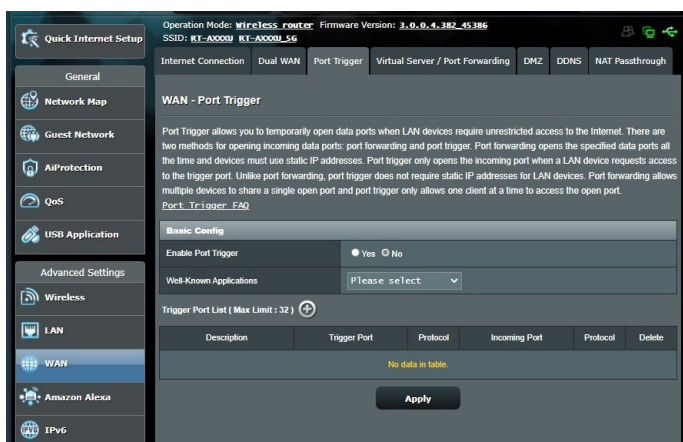 Operation Mode: Wireless router Firmware Version: 3.0.0.4.382_45386
SSID: RT-AXXXU RT-AXXXU_5G
Quick Internet Setup
General
Network Map
Guest Network
AiProtection
QoS
USB Application
Advanced Settings
Wireless
LAN
WAN
Amazon Alexa
IPv6
Internet Connection Dual WAN Port Trigger Virtual Server / Port Forwarding DMZ DDNS NAT Passthrough
WAN - Port Trigger
Port Trigger allows you to temporarily open data ports when LAN devices require unrestricted access to the Internet. There are
two methods for opening incoming data ports: port forwarding and port trigger. Port forwarding opens the specified data ports all
the time and devices must use static IP addresses. Port trigger only opens the incoming port when a LAN device requests access
to the trigger port. Unlike port forwarding, port trigger does not require static IP addresses for LAN devices. Port forwarding allows
multiple devices to share a single open port and port trigger only allows one client at a time to access the open port.
Port Trigger FAQ
Basic Config
Enable Port Trigger Yes No
Well-Known Applications Please select
Trigger Port List ( Max Limit : 32 )
Description Trigger Port Protocol Incoming Port Protocol Delete
No data in table.
Apply